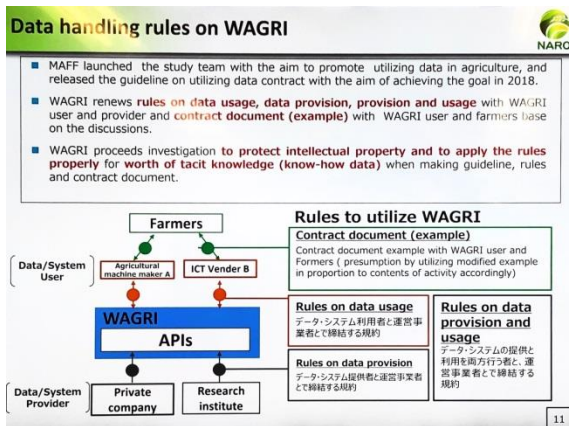 Data handling rules on WAGRI
NARO
MAFF launched the study team with the aim to promote utilizing data in agriculture, and
released the guideline on utilizing data contract with the aim of achieving the goal in 2018.
WAGRI renews rules on data usage, data provision, provision and usage with WAGRI
user and provider and contract document (example) with WAGRI user and farmers base
on the discussions.
WAGRI proceeds investigation to protect intellectual property and to apply the rules
properly for worth of tacit knowledge (know-how data) when making guideline, rules
and contract document.
Farmers
Data/System
User
Agricultural
machine maker A
ICT Vender B
WAGRI
APIs
Data/System
Provider
Private
company
Research
institute
Rules to utilize WAGRI
Contract document (example)
Contract document example with WAGRI user and
Farmers ( presumption by utilizing modified example
in proportion to contents of activity accordingly)
Rules on data usage
データ・システム利用者と運営事
業者とで締結する規約
Rules on data provision
データ・システム提供者と運営事業者
とで締結する規約
Rules on data
provision and
usage
データ・システムの提供と
利用を両方行う者と、運
営事業者とで締結する
規約
11